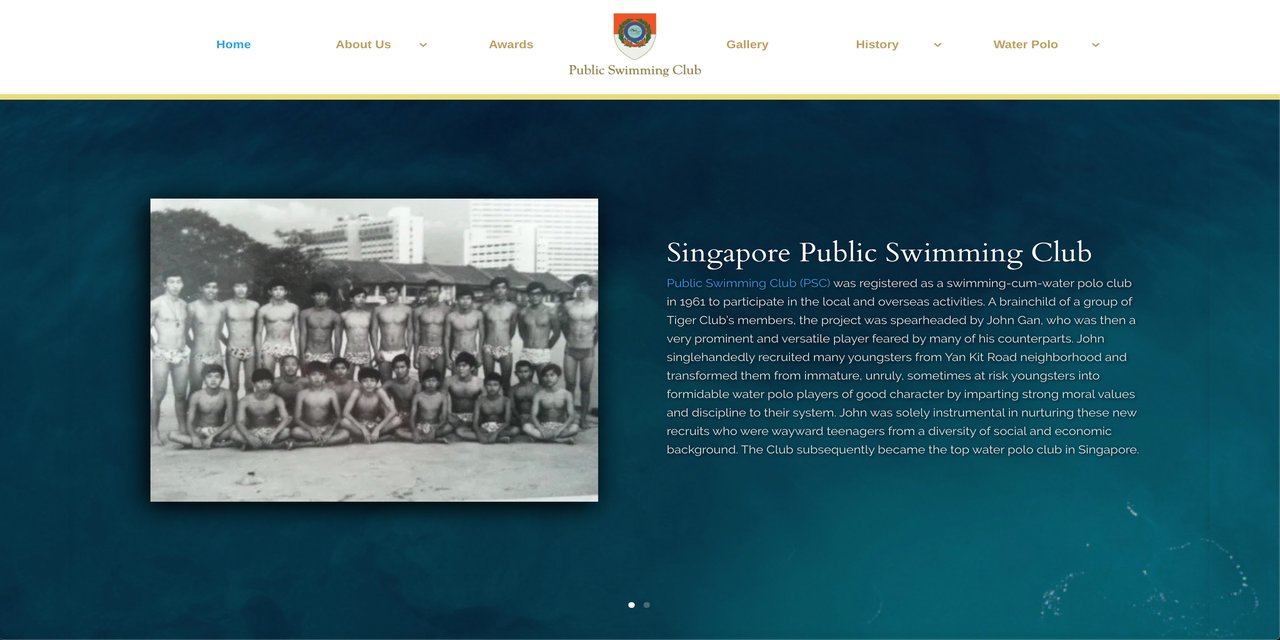 Home
About Us
Awards
Public Swimming Club
Gallery
History
Water Polo
Singapore Public Swimming Club
Public Swimming Club (PSC) was registered as a swimming-cum-water polo club
in 1961 to participate in the local and overseas activities. A brainchild of a group of
Tiger Club's members, the project was spearheaded by John Gan, who was then a
very prominent and versatile player feared by many of his counterparts. John
singlehandedly recruited many youngsters from Yan Kit Road neighborhood and
transformed them from immature, unruly, sometimes at risk youngsters into
formidable water polo players of good character by imparting strong moral values
and discipline to their system. John was solely instrumental in nurturing these new
recruits who were wayward teenagers from a diversity of social and economic
background. The Club subsequently became the top water polo club in Singapore.